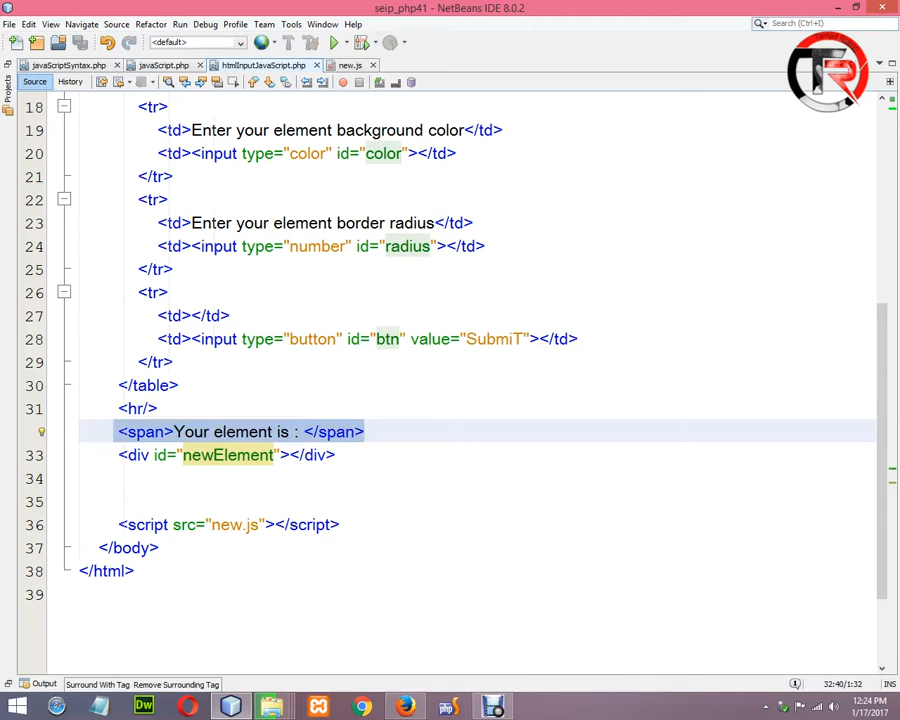 seip_php41 - NetBeans IDE 8.0.2
File Edit View Navigate Source Refactor Run Debug Profile Team Tools Window Help
Search (Ctrl+I)
<default>
javaScriptSyntax.php × javaScript.php × htmlInputJavaScript.php × new.js ×
Source History
Projects
TR
18 <tr>
19 <td>Enter your element background color</td>
20 <td><input type="color" id="color"></td>
21 </tr>
22 <tr>
23 <td>Enter your element border radius</td>
24 <td><input type="number" id="radius"></td>
25 </tr>
26 <tr>
27 <td></td>
28 <td><input type="button" id="btn" value="SubmiT"></td>
29 </tr>
30 </table>
31 <hr/>
<span>Your element is : </span>
33 <div id="newElement"></div>
34
35
36 <script src="new.js"></script>
37 </body>
38 </html>
39
Output Surround With Tag Remove Surrounding Tag
32:40/1:32 INS
Dw
php
12:24 PM
1/17/2017